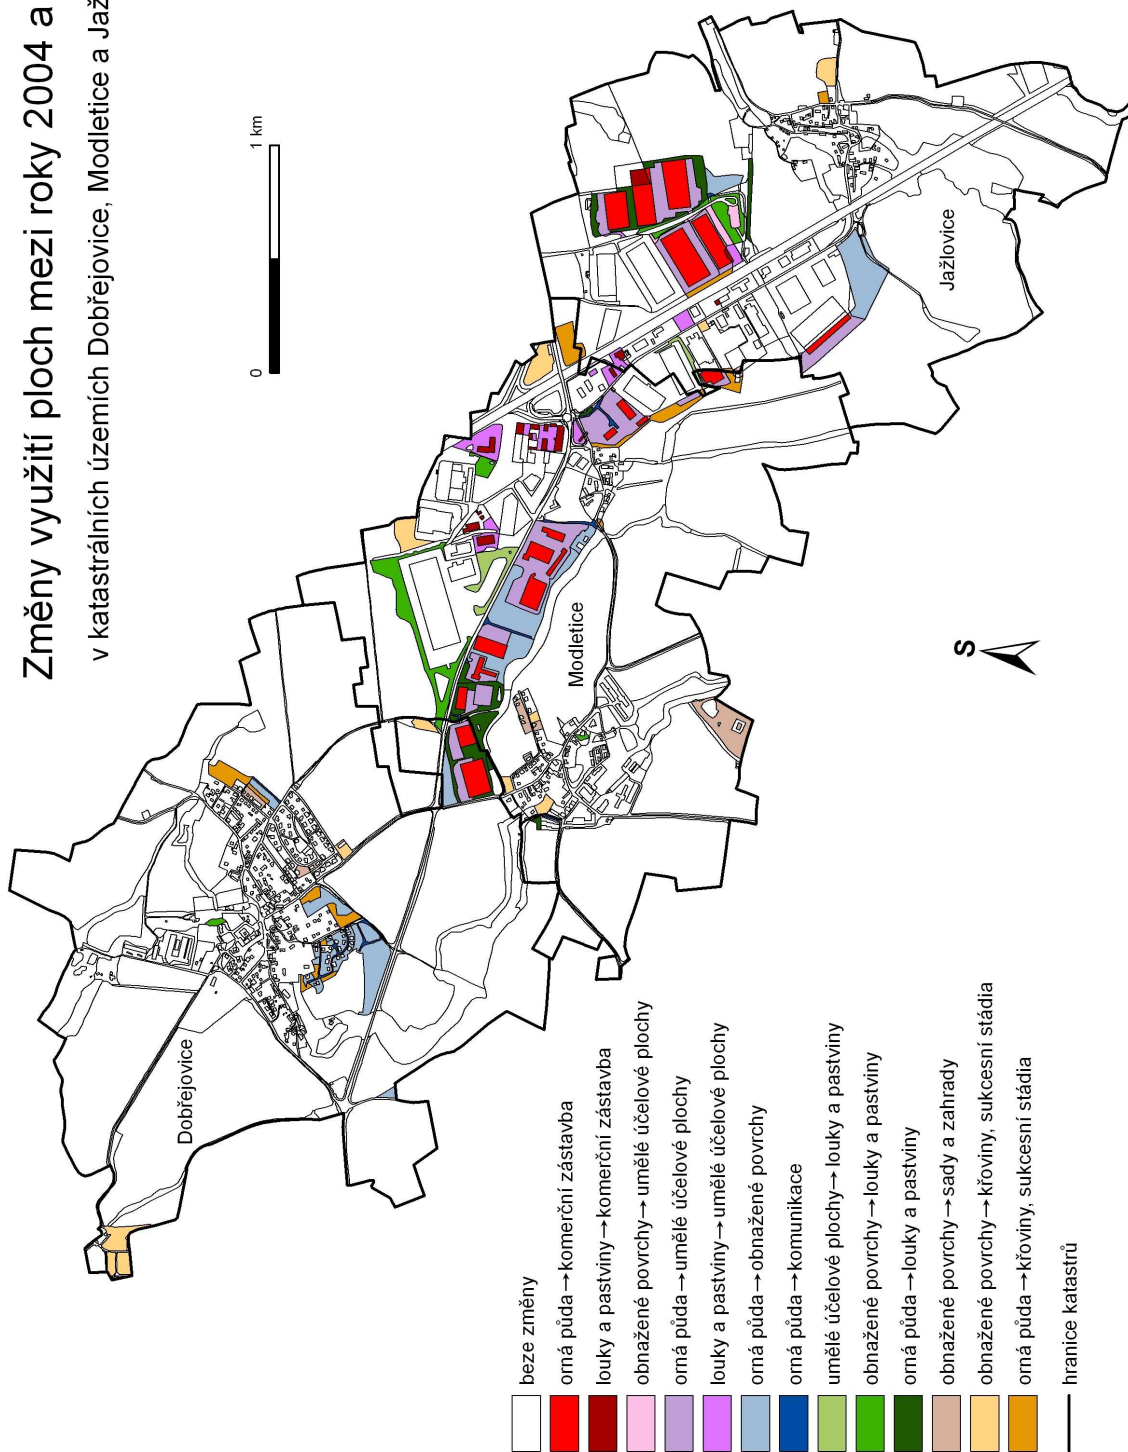 Změny využití ploch mezi roky 2004 a
v katastrálních územích Dobřejovice, Modletice a
0
1 km
Dobřejovice
Modletice
Jažlovice
S
beze změny
orná půda→komerční zástavba
louky a pastviny→komerční zástavba
obnažené povrchy→umělé účelové plochy
orná půda→umělé účelové plochy
louky a pastviny→umělé účelové plochy
orná půda→obnažené povrchy
orná půda→komunikace
umělé účelové plochy→louky a pastviny
obnažené povrchy→louky a pastviny
orná půda→louky a pastviny
obnažené povrchy→sady a zahrady
obnažené povrchy→křoviny, sukcesní stádia
orná půda→křoviny, sukcesní stádia
hranice katastrů